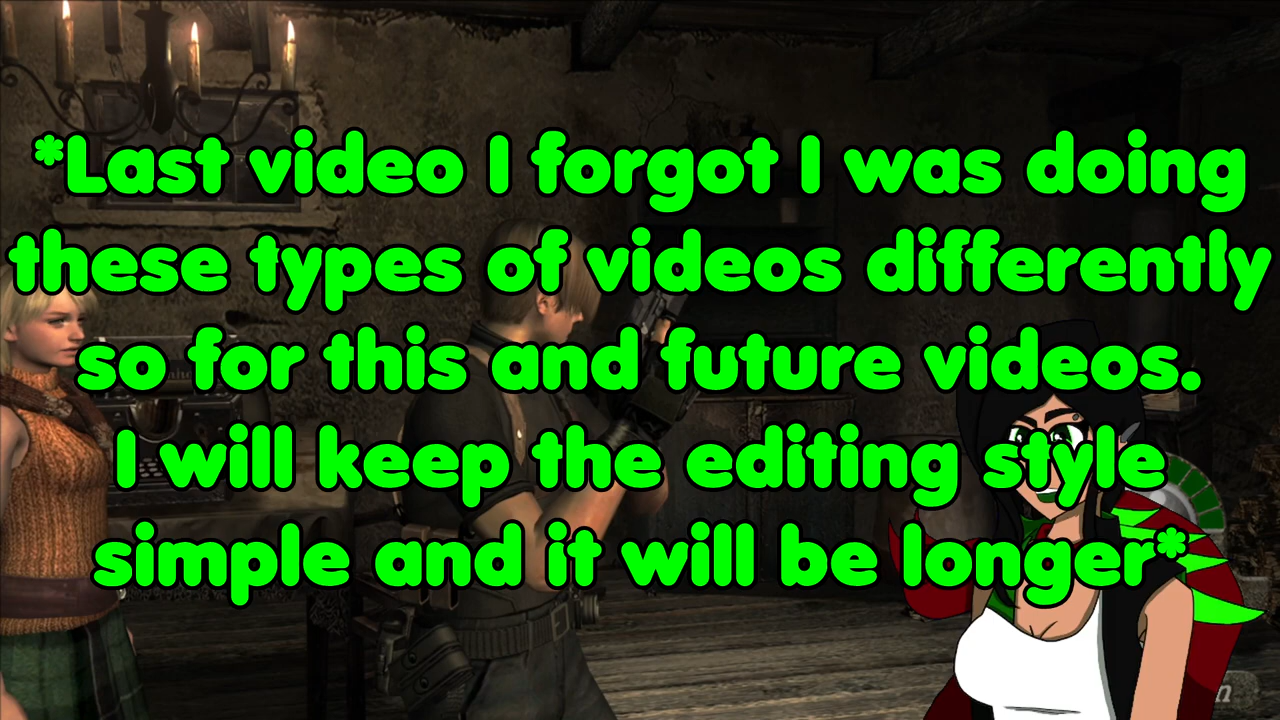 *Last video I forgot I was doing
these types of videos differently
so for this and future videos.
I will keep the editing style
simple and it will be longer*